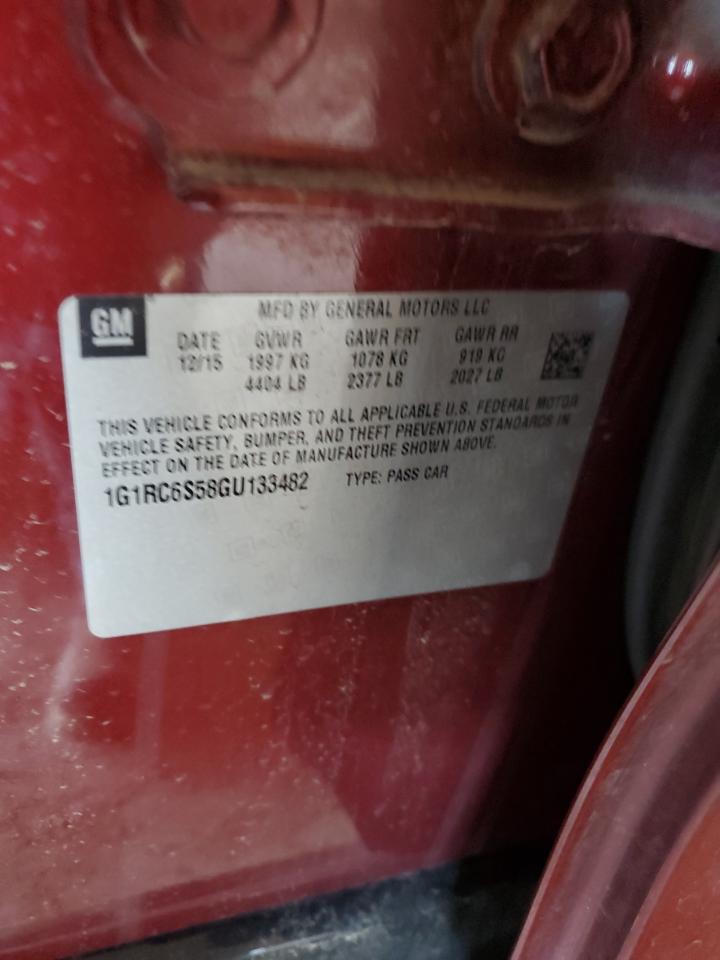 GM
MFD BY GENERAL MOTORS LLC
DATE GVWR GAWR FRT GAWR RR
12/15 1997 KG 1078 KG 919 KG
4404 LB 2377 LB 2027 LB
THIS VEHICLE CONFORMS TO ALL APPLICABLE U.S. FEDERAL MOTOR
VEHICLE SAFETY, BUMPER, AND THEFT PREVENTION STANDARDS IN
EFFECT ON THE DATE OF MANUFACTURE SHOWN ABOVE.
1G1RC6S58GU133482 TYPE: PASS CAR